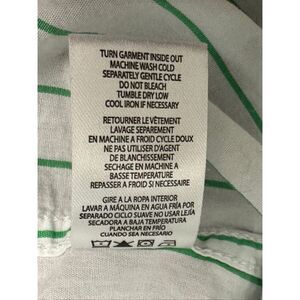 TURN GARMENT INSIDE OUT
MACHINE WASH COLD
SEPARATELY GENTLE CYCLE
DO NOT BLEACH
TUMBLE DRY LOW
COOL IRON IF NECESSARY
RETOURNER LE VÊTEMENT
LAVAGE SEPAREMENT
EN MACHINE A FROID CYCLE DOUX
NE PAS UTILISER D'AGENT
DE BLANCHISSEMENT
SECHAGE EN MACHINE A
BASSE TEMPÉRATURE
REPASSER A FROID SI NECESSAIRE
GIRE A LA ROPA INTERIOR
LAVAR A MÁQUINA EN AGUA FRÍA POR
SEPARADO CICLO SUAVE NO USAR LEJÍA
SECADORA A BAJA TEMPERATURA
PLANCHAR EN FRÍO
CUANDO SEA NECESARIO